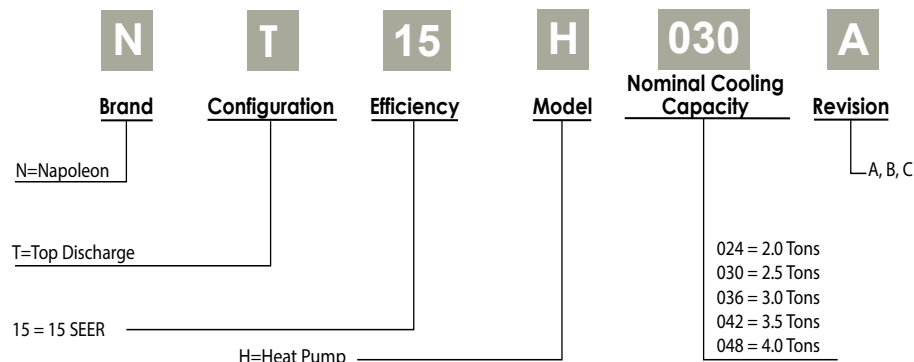 N T 15 H 030 A
Brand Configuration Efficiency Model Nominal Cooling Capacity Revision
N=Napoleon
A, B, C
T=Top Discharge
024 = 2.0 Tons
030 = 2.5 Tons
036 = 3.0 Tons
042 = 3.5 Tons
048 = 4.0 Tons
15 = 15 SEER
H=Heat Pump